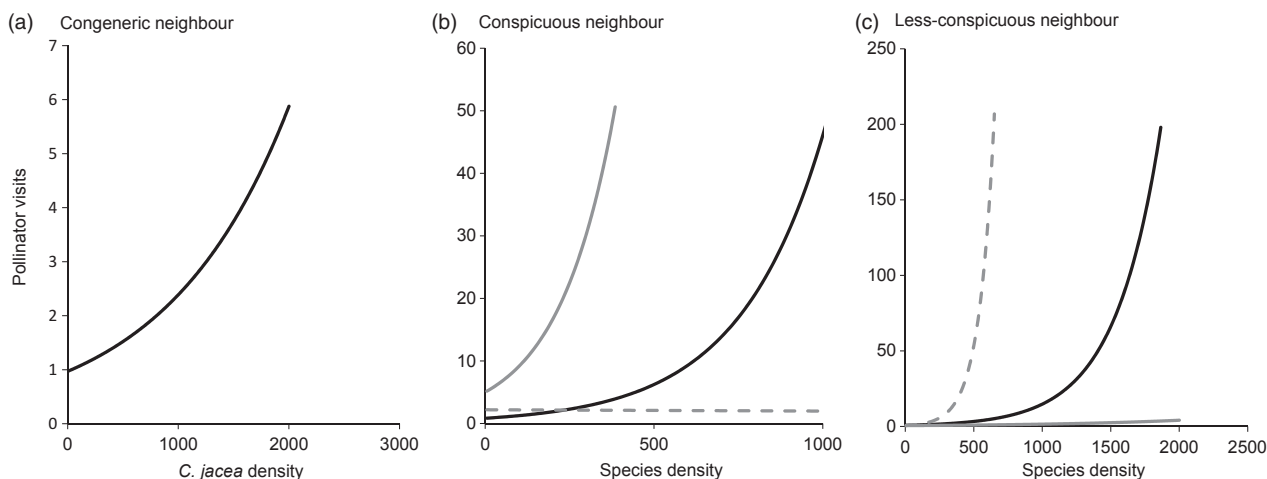 (a) Congeneric neighbour
7
6
5
4
3
2
1
0
Pollinator visits
0 1000 2000 3000
C. jacea density
(b) Conspicuous neighbour
60
50
40
30
20
10
0
0 500 1000
Species density
(c) Less-conspicuous neighbour
250
200
150
100
50
0
0 500 1000 1500 2000 2500
Species density